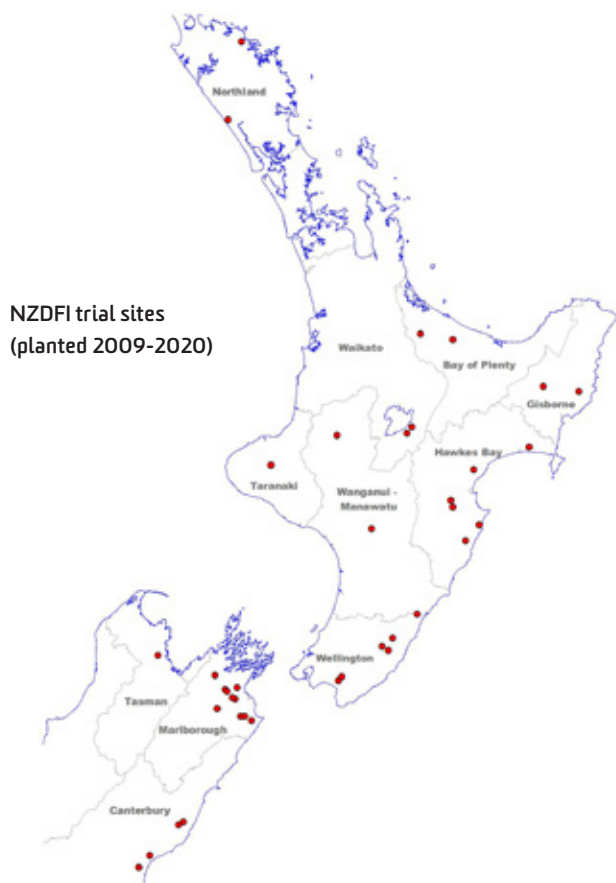 Northland
NZDFI trial sites
(planted 2009-2020)
Waikato
Bay of Plenty
Gisborne
Hawkes Bay
Taranaki
Wanganui -
Manawatu
Wellington
Tasman
Marlborough
Canterbury